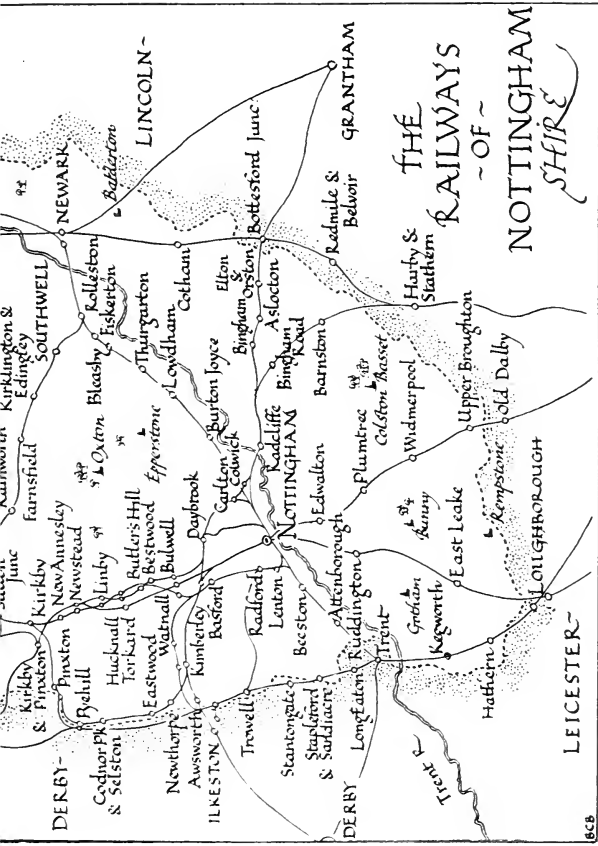 THE
RAILWAYS
~OF~
NOTTINGHAM
SHIRE
GRANTHAM
LINCOLN~
Balderton
NEWARK
Bottesford Junc.
Redmile &
Belvoir
Harby &
Stathern
Cotham
Elton
&
Orston
Aslocton
Bingham
Bingham
Road
Barnston
SOUTHWELL
Rolleston
Fiskerton
Bleasby
Thurgarton
Lowdham
Burton Joyce
Kirklington &
Edingley
Farnsfield
Oxton
Epperstone
Carlton
Colwick
Radcliffe
NOTTINGHAM
Daybrook
Edwalton
Plumtree
Colston Basset
Widmerpool
Upper Broughton
Old Dalby
Rempstone
Bunny
East Leake
LOUGHBOROUGH
Gotham
Kegworth
Hathern
LEICESTER~
Junc
Kirkby
New Annesley
Newstead
Linby
Butler's Hill
Bestwood
Bulwell
Kirkby
& Pinxton
Pinxton
Pyehill
Hucknall
Torkard
Watnall
Eastwood
Kimberley
Basford
Radford
Lenton
Beeston
Attenborough
Ruddington
Trent
DERBY~
Codnor Pk
& Selston
Newthorpe
Awsworth
ILKESTON
Trowell
Stantongate
Stapleford
& Sandiacre
Long Eaton
DERBY
Trent R
BCB